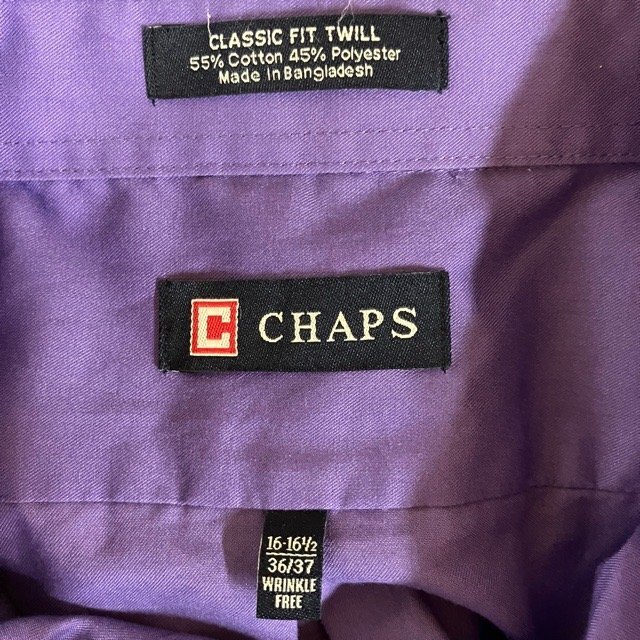 CLASSIC FIT TWILL
55% Cotton 45% Polyester
Made in Bangladesh
C CHAPS
16-16½
36/37
WRINKLE
FREE